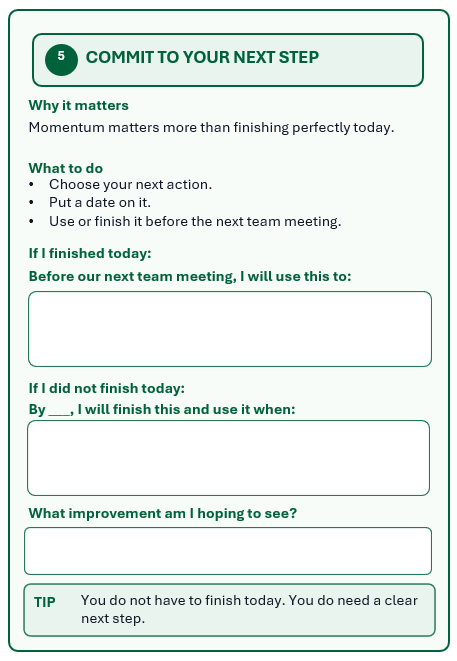 5 COMMIT TO YOUR NEXT STEP
Why it matters
Momentum matters more than finishing perfectly today.
What to do
• Choose your next action.
• Put a date on it.
• Use or finish it before the next team meeting.
If I finished today:
Before our next team meeting, I will use this to:
If I did not finish today:
By ___, I will finish this and use it when:
What improvement am I hoping to see?
TIP You do not have to finish today. You do need a clear
next step.